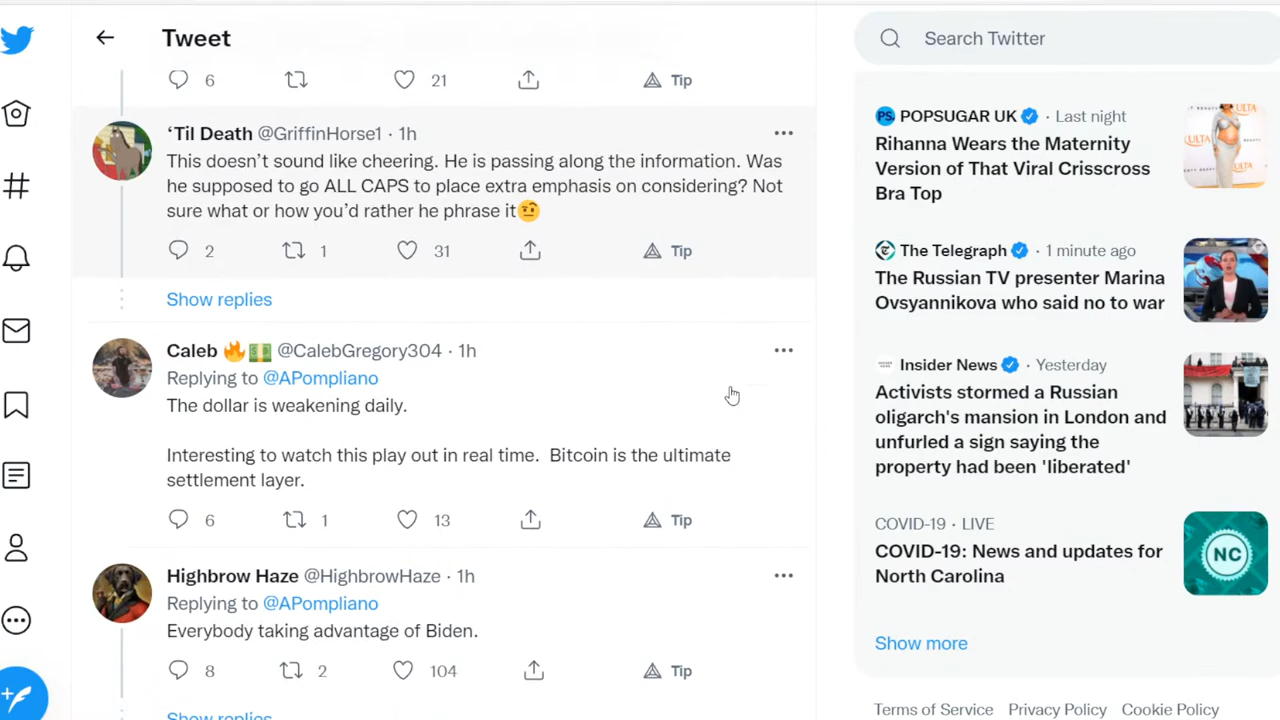 Tweet
6 21 Tip
‘Til Death @GriffinHorse1 · 1h
This doesn’t sound like cheering. He is passing along the information. Was
he supposed to go ALL CAPS to place extra emphasis on considering? Not
sure what or how you’d rather he phrase it🤨
2 1 31 Tip
Show replies
Caleb 🔥💵 @CalebGregory304 · 1h
Replying to @APompliano
The dollar is weakening daily.
Interesting to watch this play out in real time.  Bitcoin is the ultimate
settlement layer.
6 1 13 Tip
Highbrow Haze @HighbrowHaze · 1h
Replying to @APompliano
Everybody taking advantage of Biden.
8 2 104 Tip
Show replies
Search Twitter
PS. POPSUGAR UK · Last night
Rihanna Wears the Maternity
Version of That Viral Crisscross
Bra Top
The Telegraph · 1 minute ago
The Russian TV presenter Marina
Ovsyannikova who said no to war
Insider News · Yesterday
Activists stormed a Russian
oligarch's mansion in London and
unfurled a sign saying the
property had been 'liberated'
COVID-19 · LIVE
COVID-19: News and updates for
North Carolina
NC
Show more
Terms of Service Privacy Policy Cookie Policy